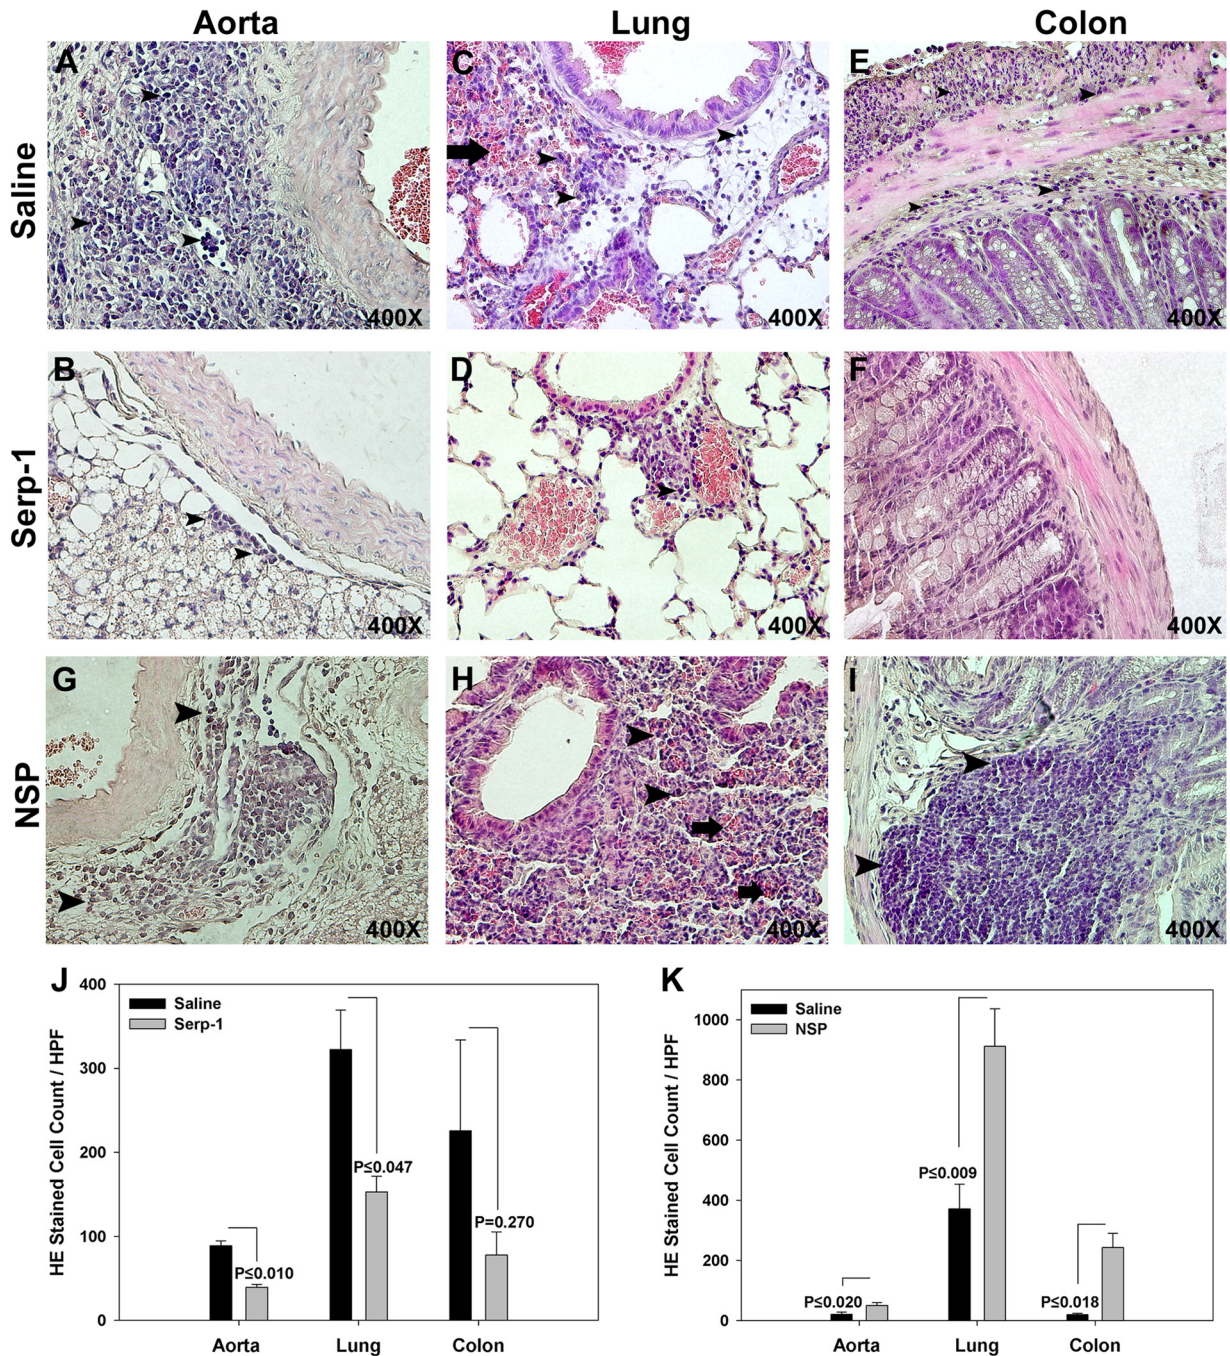 Aorta Lung Colon
Saline
A
400X
C
400X
E
400X
Serp-1
B
400X
D
400X
F
400X
NSP
G
400X
H
400X
I
400X
J
HE Stained Cell Count / HPF
400
300
200
100
0
Saline
Serp-1
P≤0.010
P≤0.047
P=0.270
Aorta Lung Colon
K
HE Stained Cell Count / HPF
1000
800
600
400
200
0
Saline
NSP
P≤0.020
P≤0.009
P≤0.018
Aorta Lung Colon